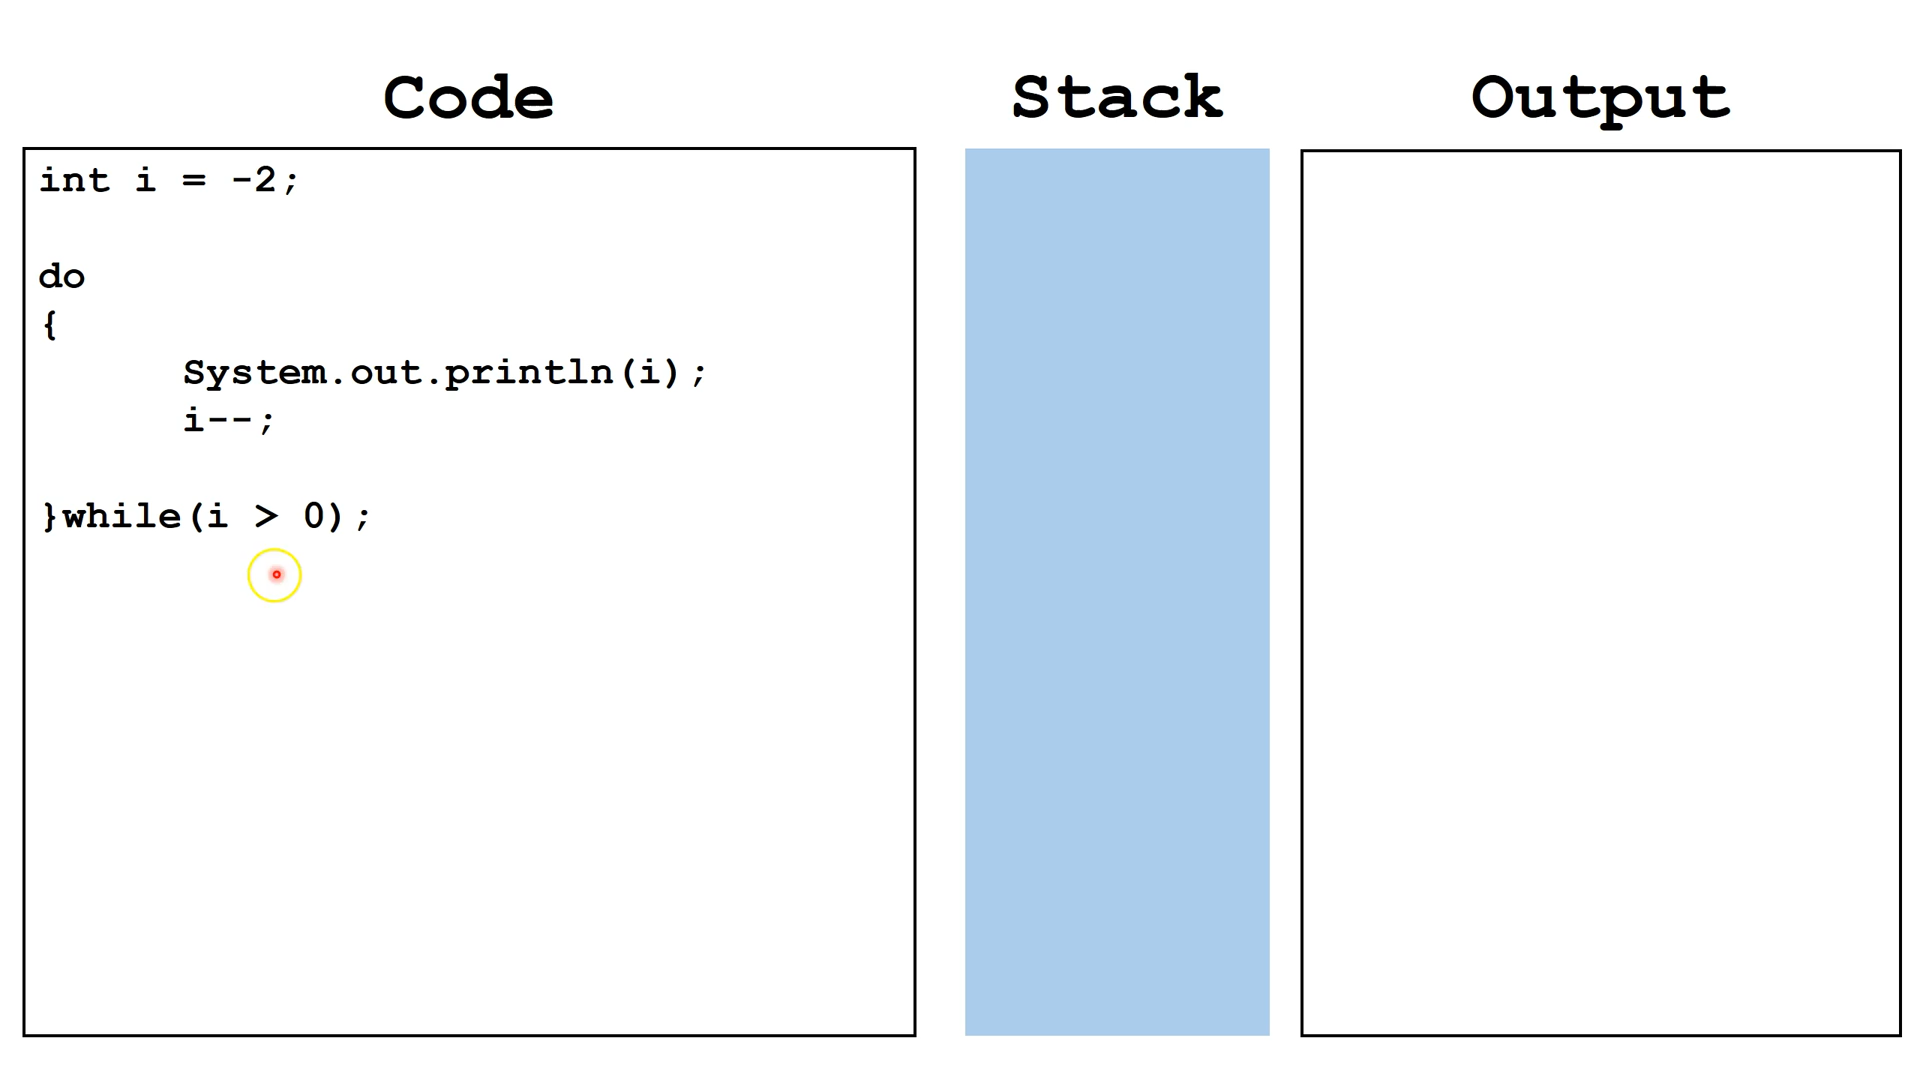 Code
Stack
Output
int i = -2;
do
{
System.out.println(i);
i--;
}while(i > 0);